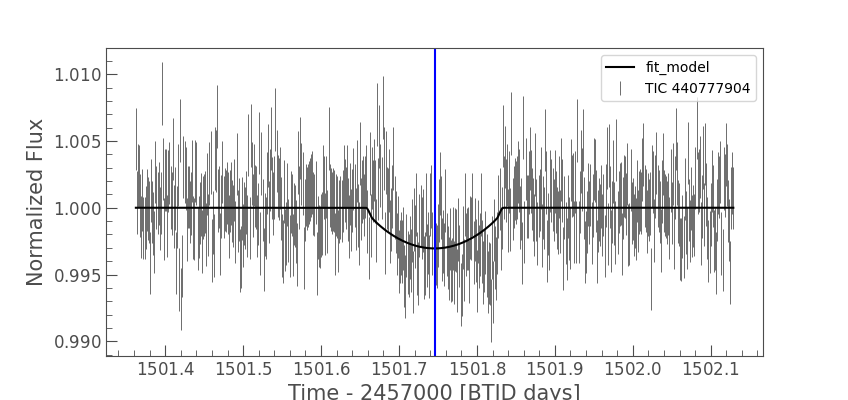 fit_model
TIC 440777904
Normalized Flux
1.010
1.005
1.000
0.995
0.990
1501.4 1501.5 1501.6 1501.7 1501.8 1501.9 1502.0 1502.1
Time - 2457000 [BTJD days]